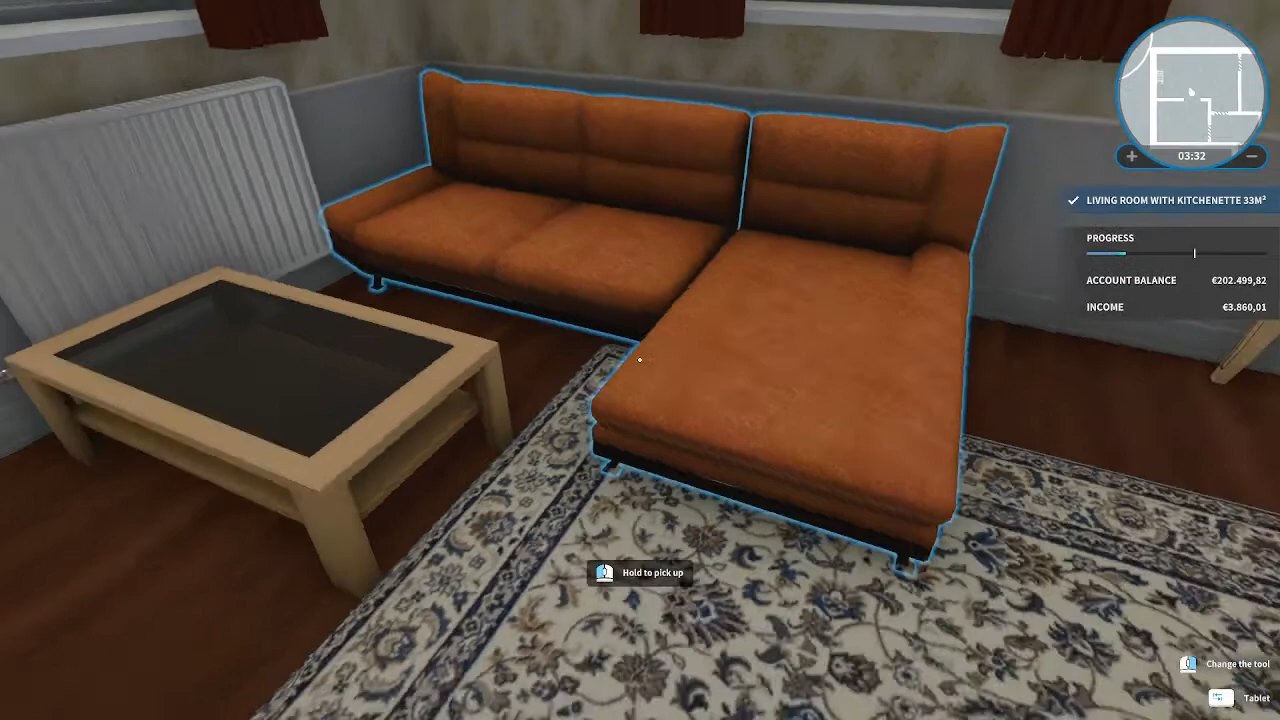 03:32
LIVING ROOM WITH KITCHENETTE 33M²
PROGRESS
ACCOUNT BALANCE €202.499,82
INCOME €3.860,01
Hold to pick up
Change the tool
Tablet